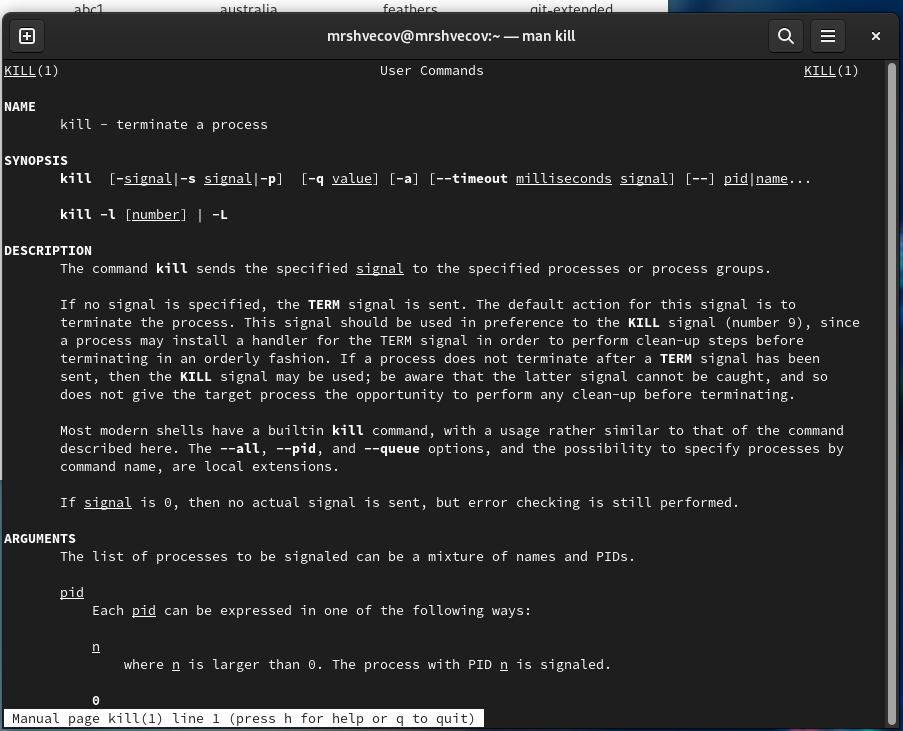 abc1 australia feathers git-extended
mrshvecov@mrshvecov:~ — man kill
KILL(1) User Commands KILL(1)
NAME
kill - terminate a process
SYNOPSIS
kill [-signal|-s signal|-p] [-q value] [-a] [--timeout milliseconds signal] [--] pid|name...
kill -l [number] | -L
DESCRIPTION
The command kill sends the specified signal to the specified processes or process groups.
If no signal is specified, the TERM signal is sent. The default action for this signal is to
terminate the process. This signal should be used in preference to the KILL signal (number 9), since
a process may install a handler for the TERM signal in order to perform clean-up steps before
terminating in an orderly fashion. If a process does not terminate after a TERM signal has been
sent, then the KILL signal may be used; be aware that the latter signal cannot be caught, and so
does not give the target process the opportunity to perform any clean-up before terminating.
Most modern shells have a builtin kill command, with a usage rather similar to that of the command
described here. The --all, --pid, and --queue options, and the possibility to specify processes by
command name, are local extensions.
If signal is 0, then no actual signal is sent, but error checking is still performed.
ARGUMENTS
The list of processes to be signaled can be a mixture of names and PIDs.
pid
Each pid can be expressed in one of the following ways:
n
where n is larger than 0. The process with PID n is signaled.
0
Manual page kill(1) line 1 (press h for help or q to quit)